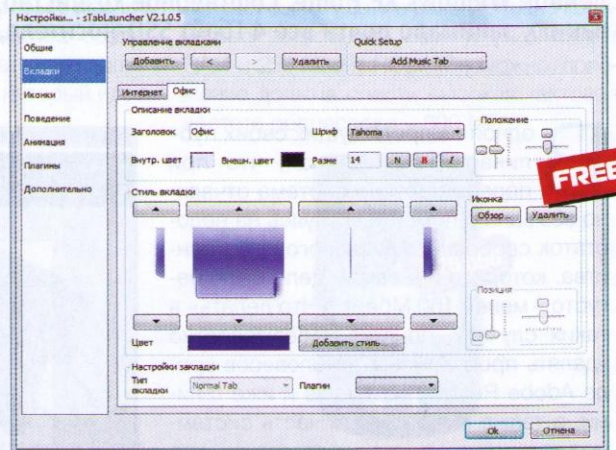 Настройки... - sTabLauncher V2.1.0.5
Общие
Вкладки
Иконки
Поведение
Анимация
Плагины
Дополнительно
Управление вкладками
Добавить < > Удалить
Quick Setup
Add Music Tab
Интернет Офис
Описание вкладки
Заголовок Офис Шриф Tahoma
Внутр. цвет Внешн. цвет Разме 14 N B I
Положение
FREE
Стиль вкладки
Иконка
Обзор... Удалить
Позиция
Цвет Добавить стиль...
Настройки закладки
Тип вкладки Normal Tab Плагин
Ok Отмена